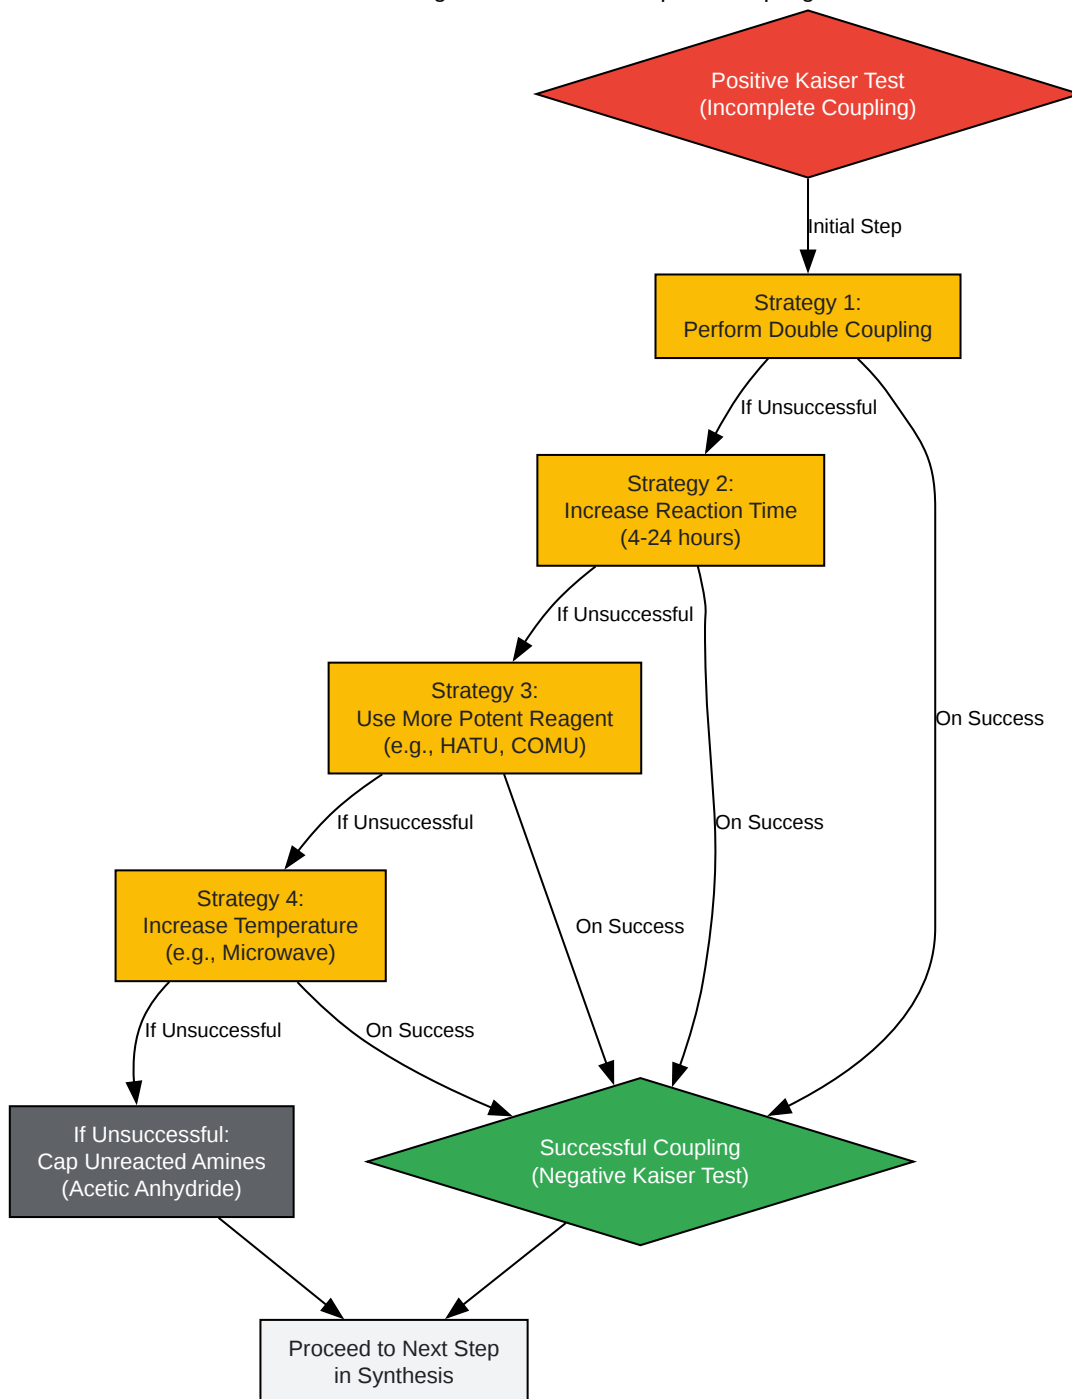 Positive Kaiser Test
(Incomplete Coupling)
Initial Step
Strategy 1:
Perform Double Coupling
If Unsuccessful
Strategy 2:
Increase Reaction Time
(4-24 hours)
If Unsuccessful
Strategy 3:
Use More Potent Reagent
(e.g., HATU, COMU)
On Success
If Unsuccessful
On Success
Strategy 4:
Increase Temperature
(e.g., Microwave)
On Success
If Unsuccessful
On Success
If Unsuccessful:
Cap Unreacted Amines
(Acetic Anhydride)
Successful Coupling
(Negative Kaiser Test)
Proceed to Next Step
in Synthesis